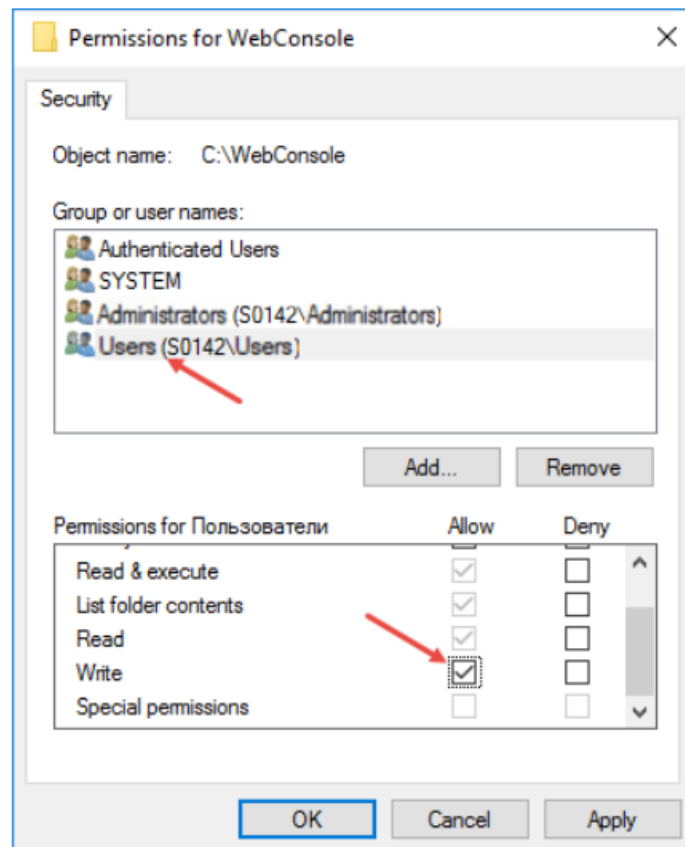 Permissions for WebConsole
Security
Object name: C:\WebConsole
Group or user names:
Authenticated Users
SYSTEM
Administrators (S0142\Administrators)
Users (S0142\Users)
Add... Remove
Permissions for Пользователи Allow Deny
Read & execute
List folder contents
Read
Write
Special permissions
OK Cancel Apply